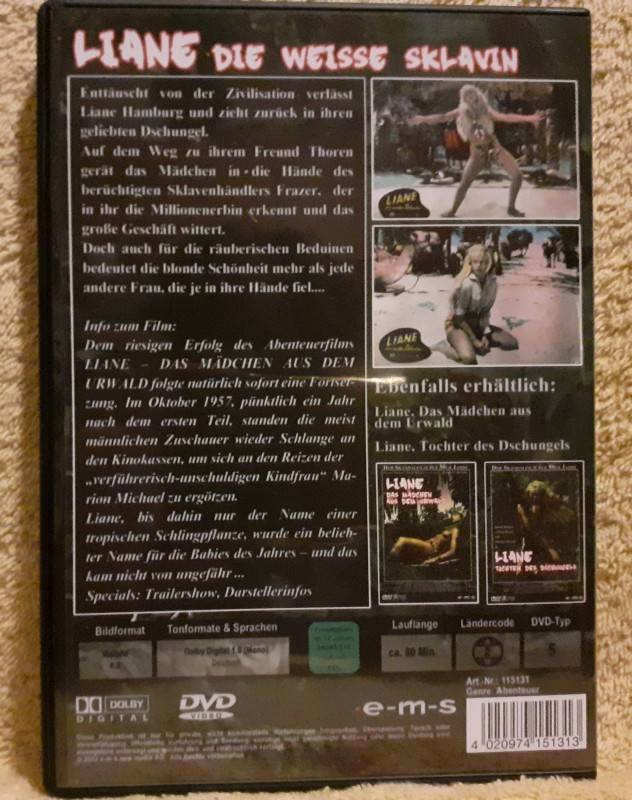 LIANE DIE WEISSE SKLAVIN
Enttäuscht von der Zivilisation verlässt
Liane Hamburg und zieht zurück in ihren
geliebten Dschungel.
Auf dem Weg zu ihrem Freund Thoren
gerät das Mädchen in die Hände des
berüchtigten Sklavenhändlers Frazer, der
in ihr die Millionenerbin erkennt und das
große Geschäft wittert.
Doch auch für die räuberischen Beduinen
bedeutet die blonde Schönheit mehr als jede
andere Frau, die je in ihre Hände fiel....
Info zum Film:
Dem riesigen Erfolg des Abenteuerfilms
LIANE – DAS MÄDCHEN AUS DEM
URWALD folgte natürlich sofort eine Fortset-
zung. Im Oktober 1957, pünktlich ein Jahr
nach dem ersten Teil, standen die meist
männlichen Zuschauer wieder Schlange an
den Kinokassen, um sich an den Reizen der
„verführerisch-unschuldigen Kindfrau“ Ma-
rion Michael zu ergötzen.
Liane, bis dahin nur der Name einer
tropischen Schlingpflanze, wurde ein belieb-
ter Name für die Babies des Jahres – und das
kam nicht von ungefähr ...
Specials: Trailershow, Darstellerinfos
LIANE
LIANE
Ebenfalls erhältlich:
Liane, Das Mädchen aus
dem Urwald
Liane, Tochter des Dschungels
LIANE
DAS MÄDCHEN
AUS DEM URWALD
LIANE
TOCHTER DES DSCHUNGELS
Bildformat
Tonformate & Sprachen
Dolby Digital 1.0 (Mono)
Deutsch
Lauflänge
ca. 80 Min.
Ländercode
2
DVD-Typ
5
DOLBY
DIGITAL
DVD
VIDEO
e-m-s
Art.-Nr.: 113131
Genre: Abenteuer
4 020974 151313